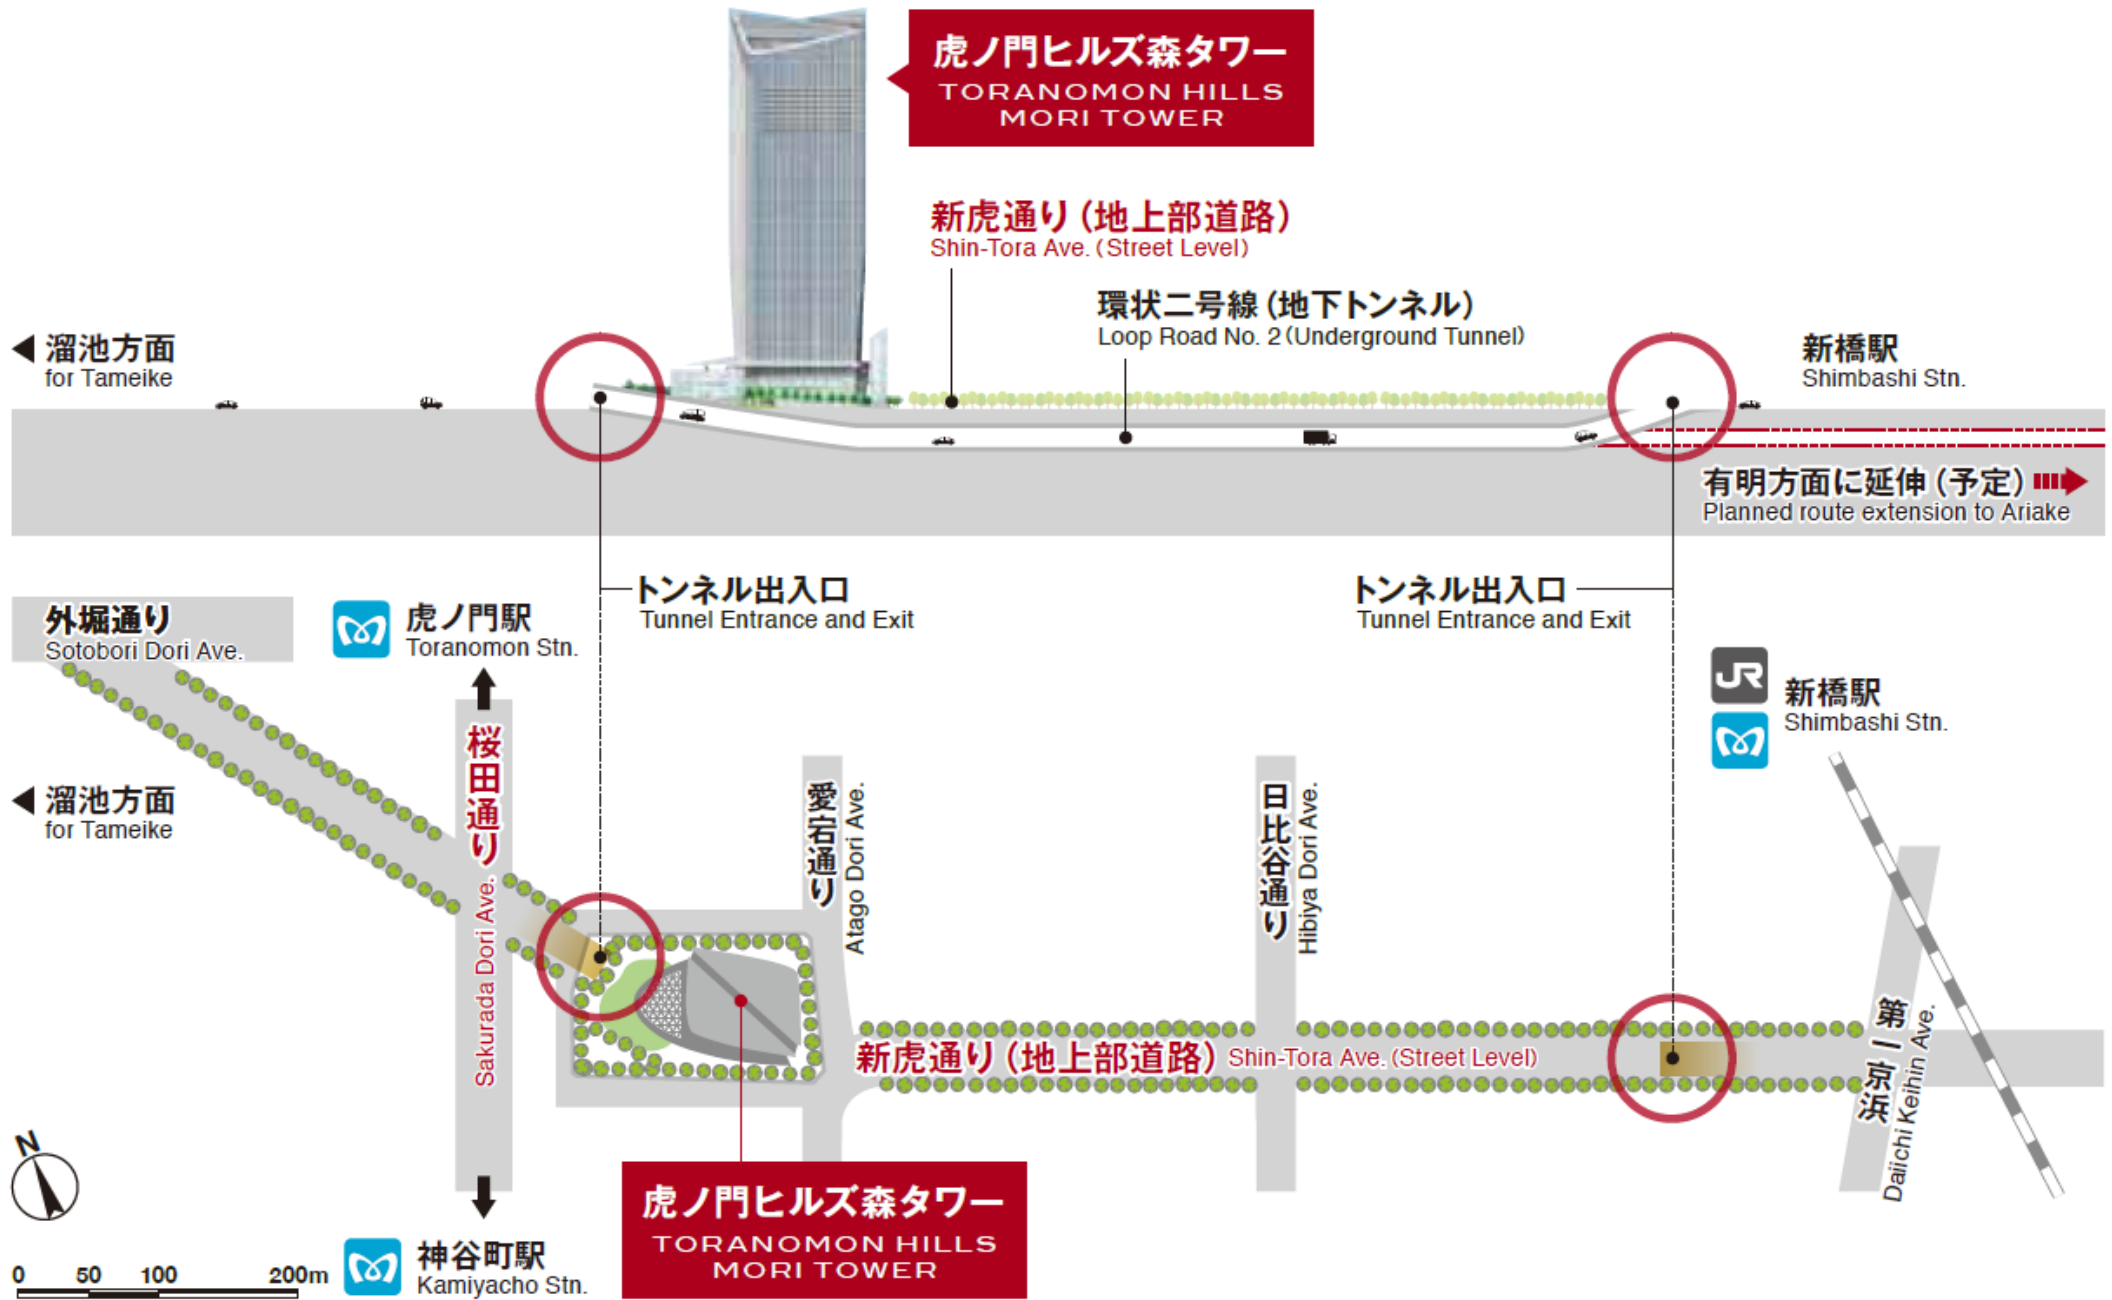 虎ノ門ヒルズ森タワー
TORANOMON HILLS
MORI TOWER
新虎通り（地上部道路）
Shin-Tora Ave.（Street Level）
環状二号線（地下トンネル）
Loop Road No. 2（Underground Tunnel）
溜池方面
for Tameike
新橋駅
Shimbashi Stn.
有明方面に延伸（予定）
Planned route extension to Ariake
トンネル出入口
Tunnel Entrance and Exit
トンネル出入口
Tunnel Entrance and Exit
外堀通り
Sotobori Dori Ave.
虎ノ門駅
Toranomon Stn.
JR
新橋駅
Shimbashi Stn.
溜池方面
for Tameike
桜田通り
Sakurada Dori Ave.
愛宕通り
Atago Dori Ave.
日比谷通り
Hibiya Dori Ave.
新虎通り（地上部道路） Shin-Tora Ave.（Street Level）
第一京浜
Daiichi Keihin Ave.
N
虎ノ門ヒルズ森タワー
TORANOMON HILLS
MORI TOWER
神谷町駅
Kamiyacho Stn.
0 50 100 200m